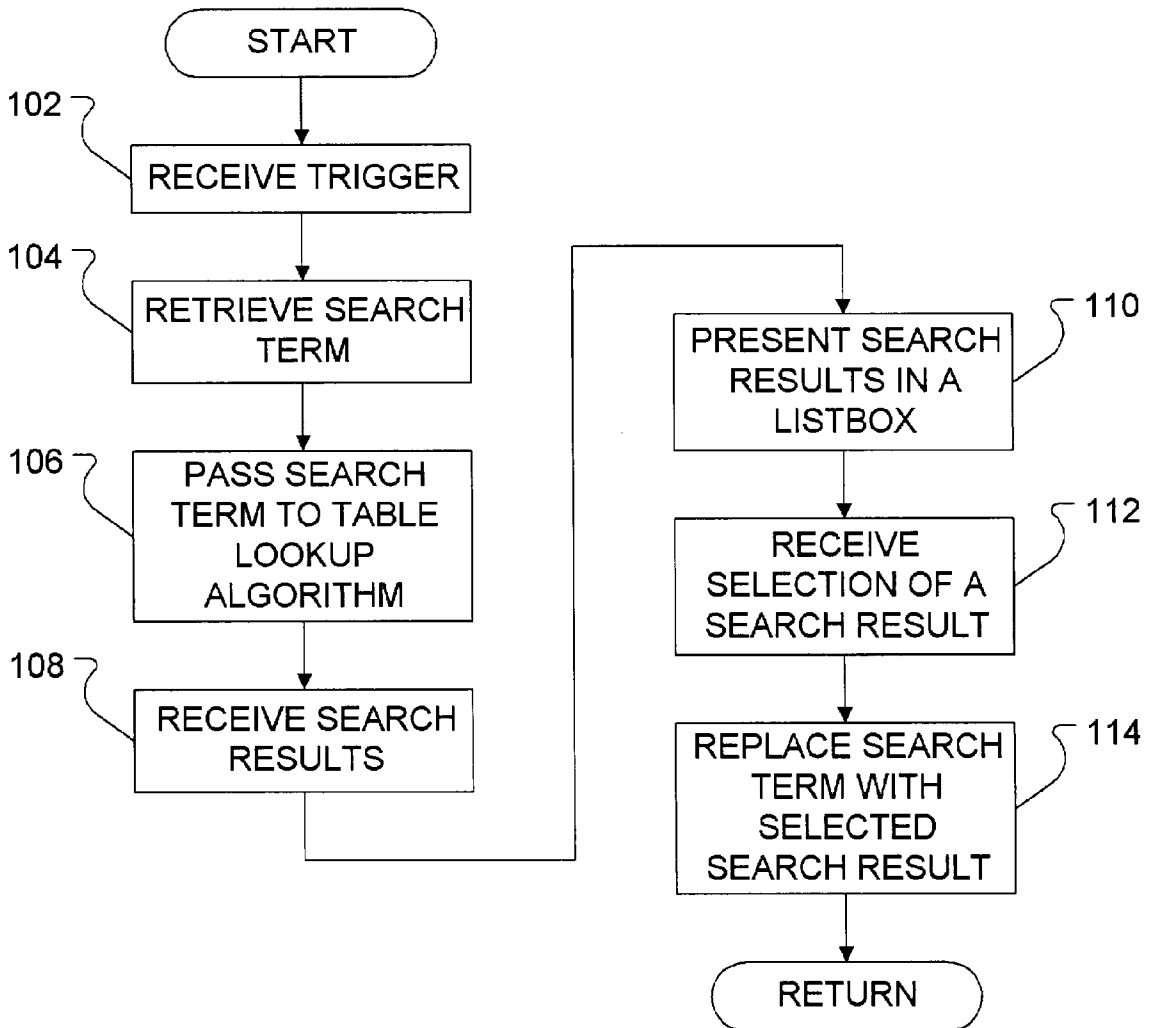 START
102
RECEIVE TRIGGER
104
RETRIEVE SEARCH
TERM
106
PASS SEARCH
TERM TO TABLE
LOOKUP
ALGORITHM
108
RECEIVE SEARCH
RESULTS
110
PRESENT SEARCH
RESULTS IN A
LISTBOX
112
RECEIVE
SELECTION OF A
SEARCH RESULT
114
REPLACE SEARCH
TERM WITH
SELECTED
SEARCH RESULT
RETURN